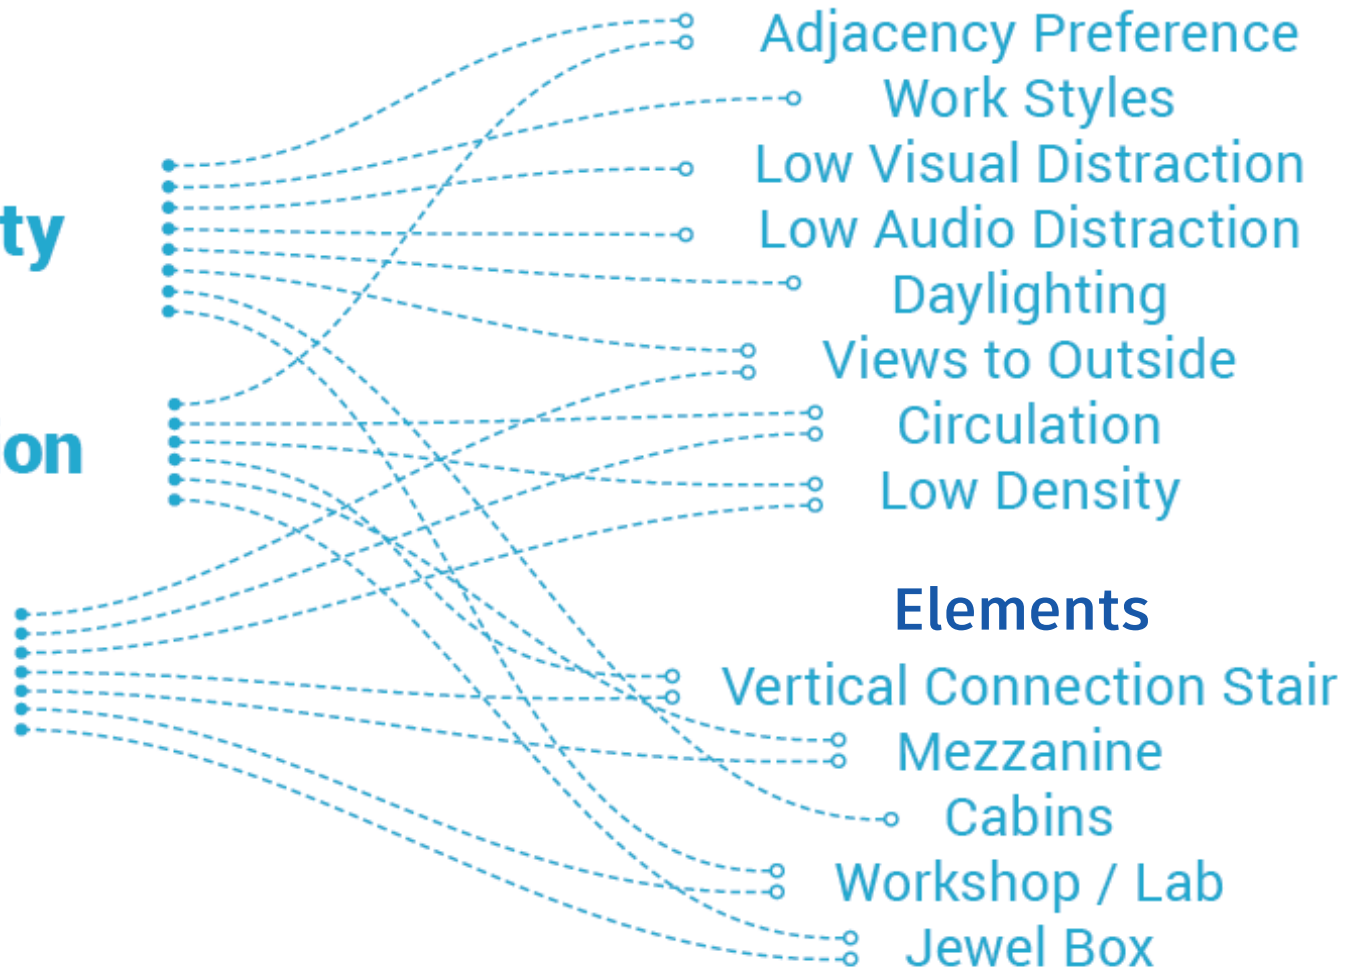 Adjacency Preference
Work Styles
Low Visual Distraction
Low Audio Distraction
Daylighting
Views to Outside
Circulation
Low Density
Elements
Vertical Connection Stair
Mezzanine
Cabins
Workshop / Lab
Jewel Box
ty
ion